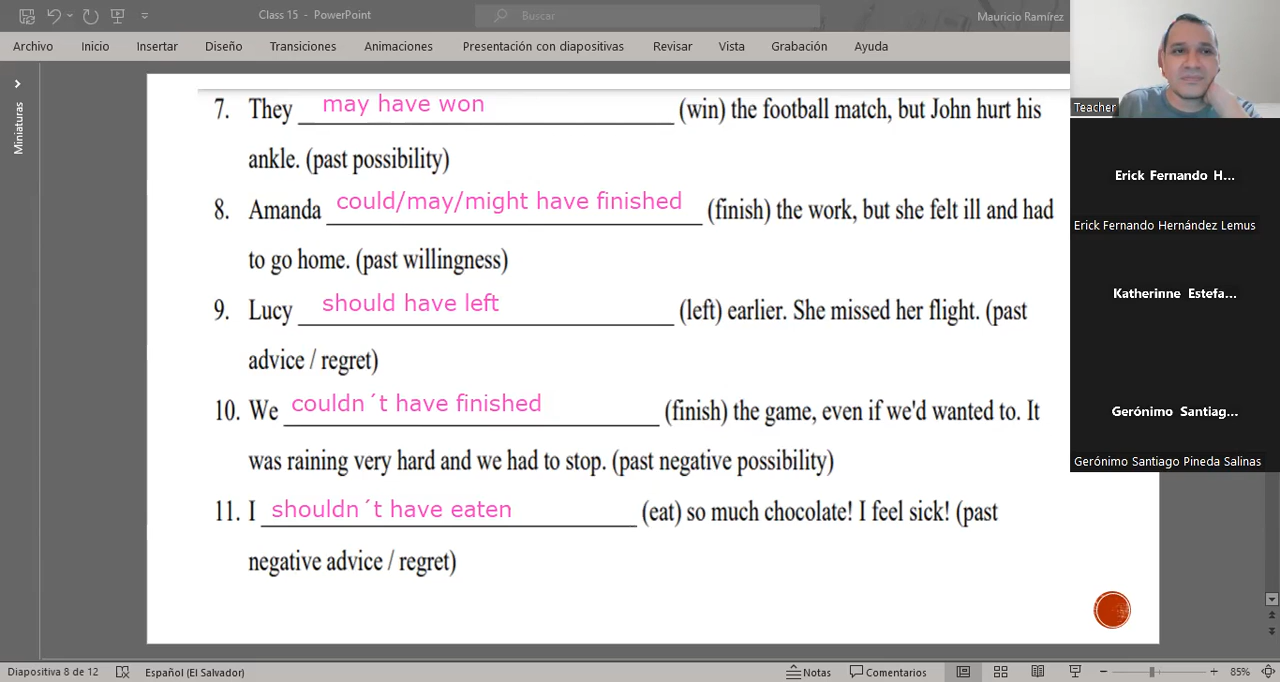 Class 15 - PowerPoint
Buscar
Mauricio Ramírez
Archivo Inicio Insertar Diseño Transiciones Animaciones Presentación con diapositivas Revisar Vista Grabación Ayuda
Miniaturas
7. They may have won (win) the football match, but John hurt his
ankle. (past possibility)
8. Amanda could/may/might have finished (finish) the work, but she felt ill and had
to go home. (past willingness)
9. Lucy should have left (left) earlier. She missed her flight. (past
advice / regret)
10. We couldn´t have finished (finish) the game, even if we'd wanted to. It
was raining very hard and we had to stop. (past negative possibility)
11. I shouldn´t have eaten (eat) so much chocolate! I feel sick! (past
negative advice / regret)
Teacher
Erick Fernando H...
Erick Fernando Hernández Lemus
Katherinne Estefa...
Gerónimo Santiag...
Gerónimo Santiago Pineda Salinas
Diapositiva 8 de 12 Español (El Salvador) Notas Comentarios 85%